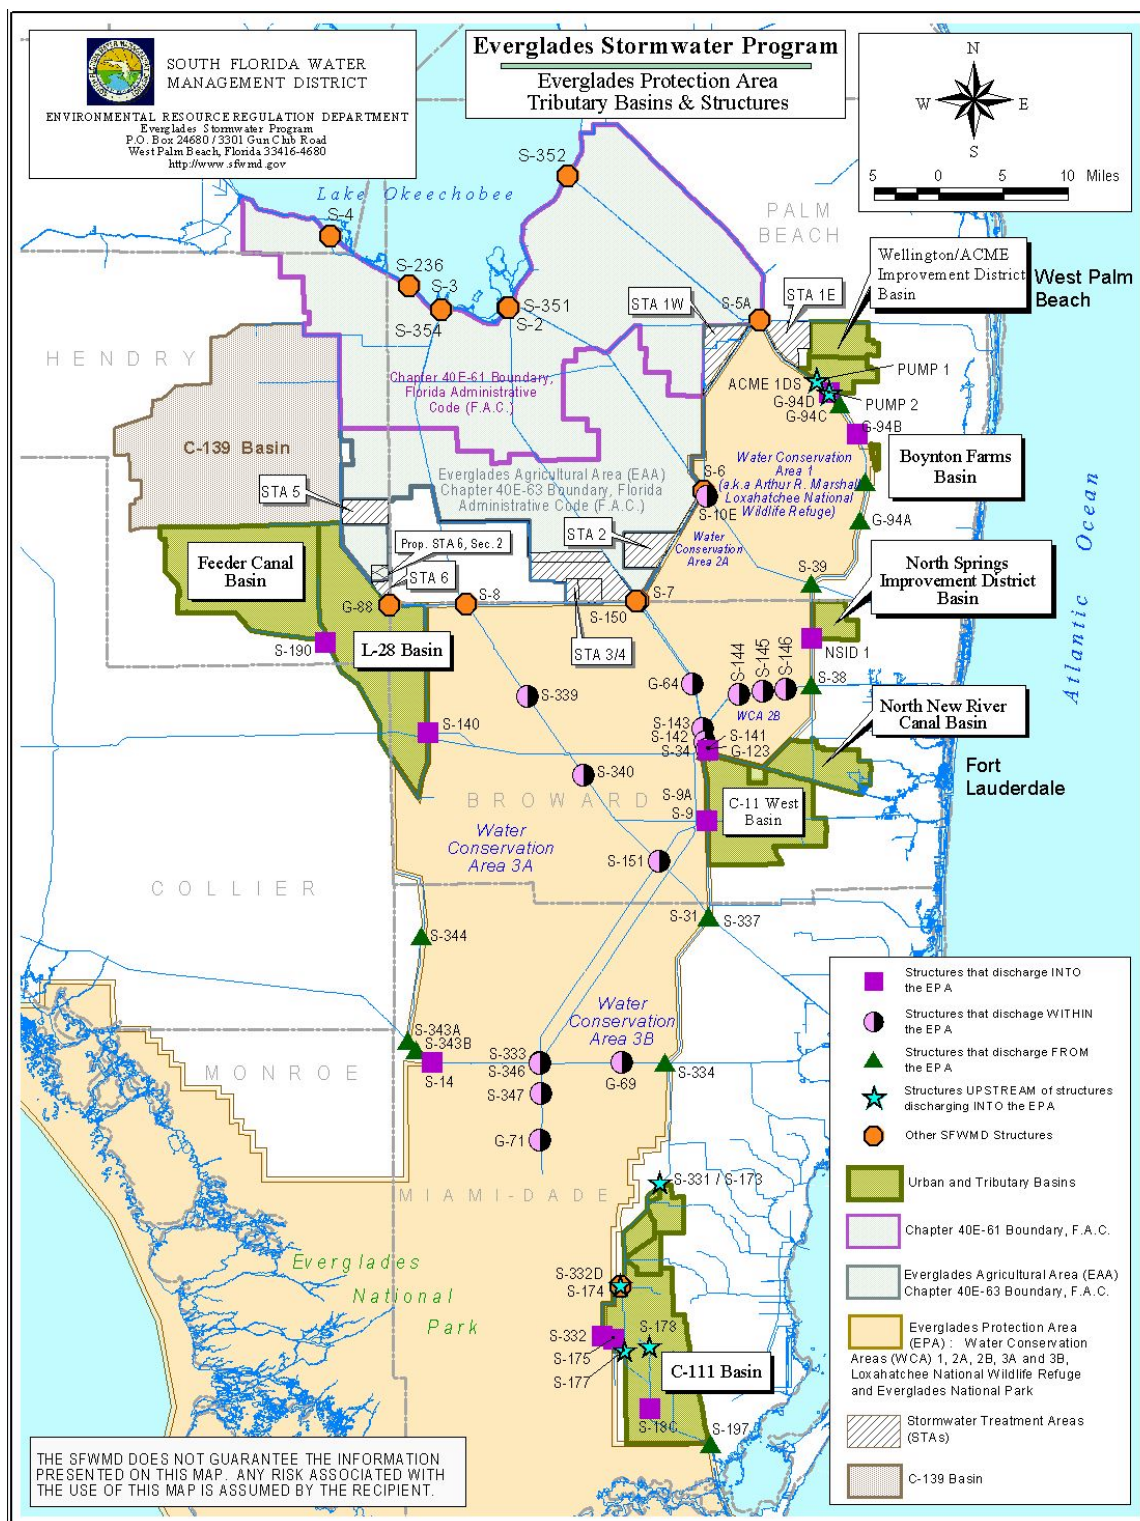 SOUTH FLORIDA WATER
MANAGEMENT DISTRICT
ENVIRONMENTAL RESOURCE REGULATION DEPARTMENT
Everglades Stormwater Program
P.O. Box 24680 / 3301 Gun Club Road
West Palm Beach, Florida 33416-4680
http://www.sfwmd.gov
Everglades Stormwater Program
Everglades Protection Area
Tributary Basins & Structures
N
W
E
S
5
0
5
10
Miles
Lake Okeechobee
S-352
S-4
S-236
S-3
S-354
S-351
S-2
PALM
BEACH
S-5A
STA 1W
STA 1E
Wellington/ACME
Improvement District
Basin
West Palm
Beach
HENDRY
Chapter 40E-61 Boundary,
Florida Administrative
Code (F.A.C.)
ACME 1DS
PUMP 1
G-94D
PUMP 2
G-94C
G-94B
C-139 Basin
Everglades Agricultural Area (EAA)
Chapter 40E-63 Boundary, Florida
Administrative Code (F.A.C.)
S-6
S-10E
Water Conservation
Area 1
(a.k.a Arthur R. Marshall
Loxahatchee National
Wildlife Refuge)
Boynton Farms
Basin
STA 5
G-94A
Prop. STA 6, Sec. 2
STA 2
Water
Conservation
Area 2A
Feeder Canal
Basin
STA 6
S-39
North Springs
Improvement District
Basin
G-88
S-8
S-150
S-7
S-190
L-28 Basin
STA 3/4
NSID 1
Atlantic Ocean
S-339
G-64
S-144
S-145
S-146
S-38
WCA 2B
North New River
Canal Basin
S-140
S-143
S-142
S-34
S-141
G-123
Fort
Lauderdale
S-340
BROWARD
S-9A
S-9
C-11 West
Basin
Water
Conservation
Area 3A
S-151
COLLIER
S-31
S-337
S-344
Water
Conservation
Area 3B
S-343A
S-343B
S-14
S-333
S-346
G-69
S-334
MONROE
S-347
G-71
MIAMI-DADE
S-331 / S-173
Everglades
National
Park
S-332D
S-174
S-332
S-173
S-175
S-177
C-111 Basin
S-18C
S-197
Structures that discharge INTO
the EPA
Structures that dischage WITHIN
the EPA
Structures that discharge FROM
the EPA
Structures UPSTREAM of structures
discharging INTO the EPA
Other SFWMD Structures
Urban and Tributary Basins
Chapter 40E-61 Boundary, F.A.C.
Everglades Agricultural Area (EAA)
Chapter 40E-63 Boundary, F.A.C.
Everglades Protection Area
(EPA) : Water Conservation
Areas (WCA) 1, 2A, 2B, 3A and 3B,
Loxahatchee National Wildlife Refuge
and Everglades National Park
Stormwater Treatment Areas
(STAs)
C-139 Basin
THE SFWMD DOES NOT GUARANTEE THE INFORMATION
PRESENTED ON THIS MAP. ANY RISK ASSOCIATED WITH
THE USE OF THIS MAP IS ASSUMED BY THE RECIPIENT.